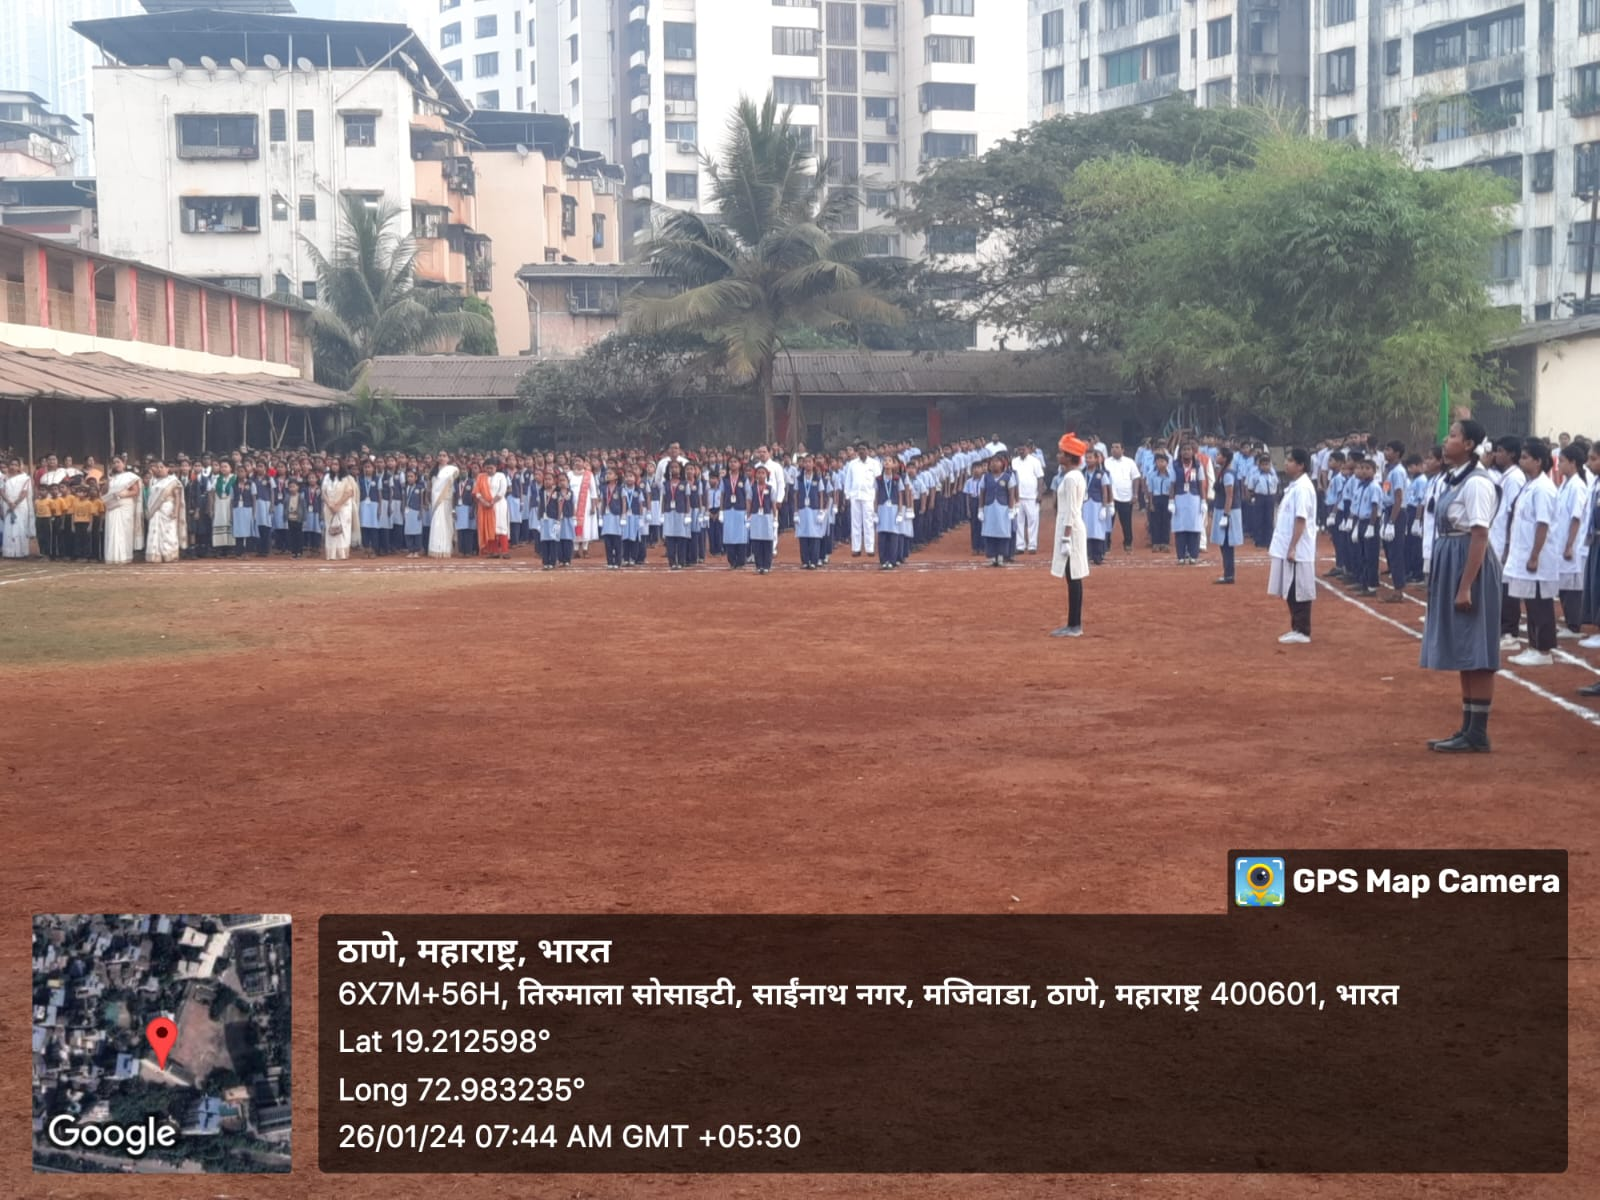 GPS Map Camera
ठाणे, महाराष्ट्र, भारत
6X7M+56H, तिरुमाला सोसाइटी, साईंनाथ नगर, मजिवाडा, ठाणे, महाराष्ट्र 400601, भारत
Lat 19.212598°
Long 72.983235°
26/01/24 07:44 AM GMT +05:30
Google